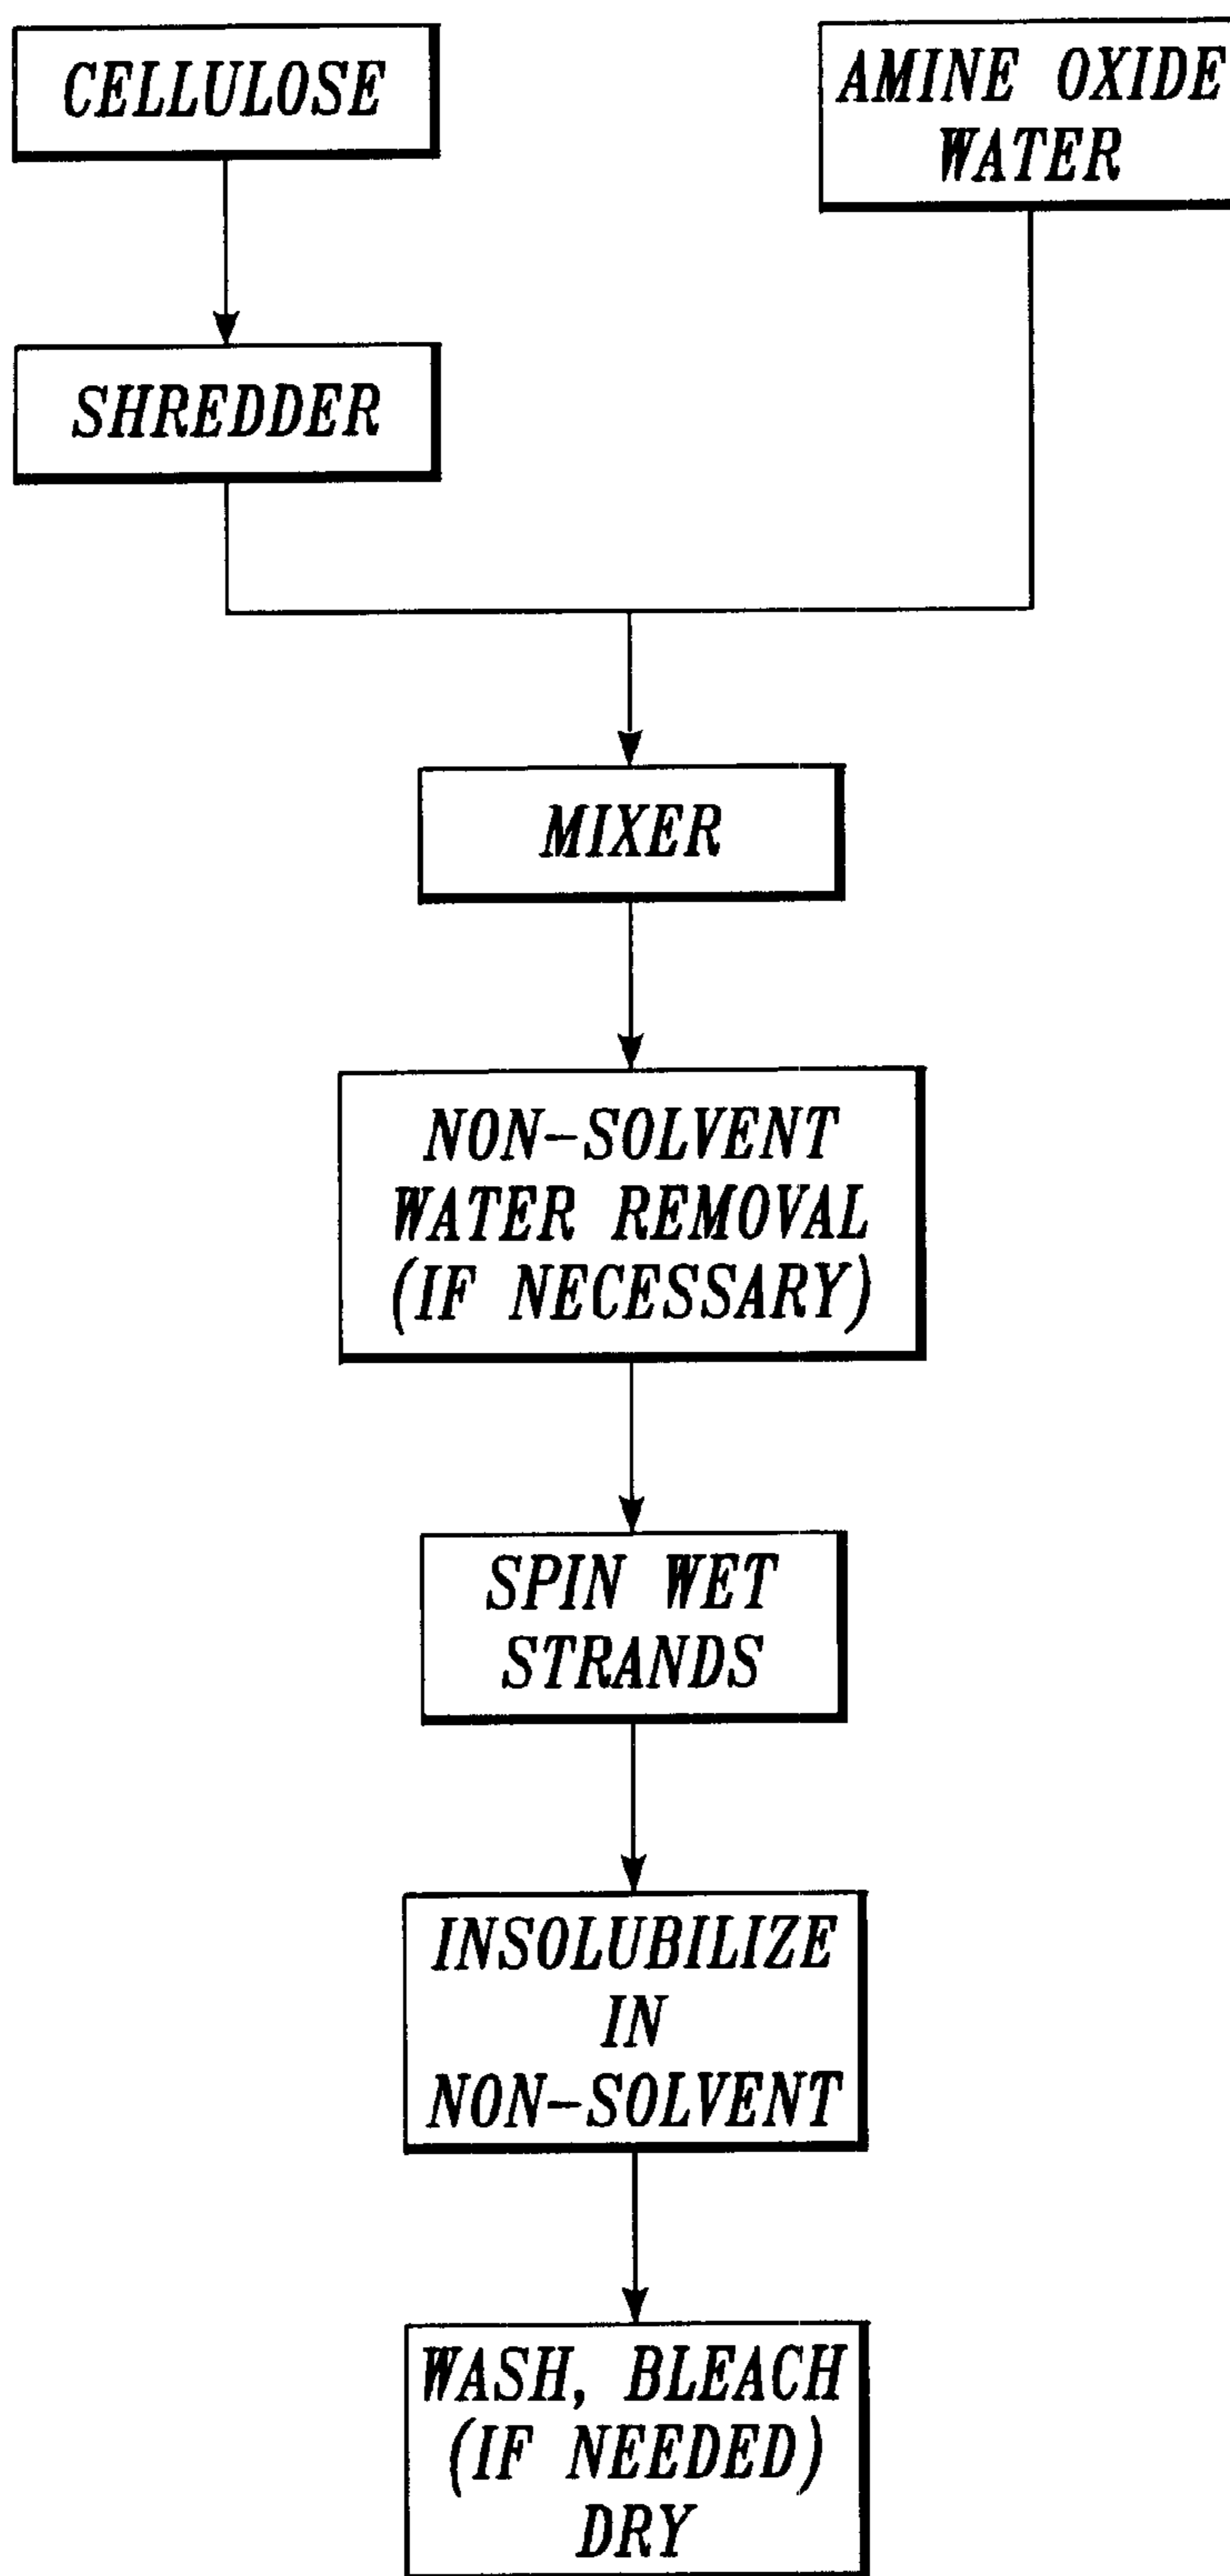 CELLULOSE
AMINE OXIDE
WATER
SHREDDER
MIXER
NON-SOLVENT
WATER REMOVAL
(IF NECESSARY)
SPIN WET
STRANDS
INSOLUBILIZE
IN
NON-SOLVENT
WASH, BLEACH
(IF NEEDED)
DRY